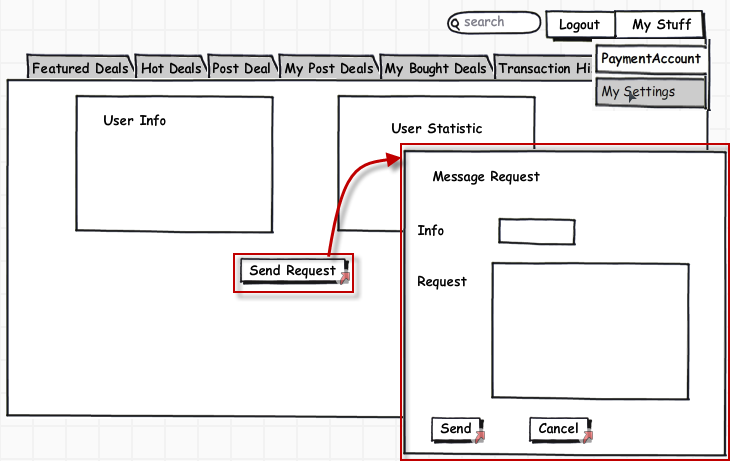 search
Logout
My Stuff
Featured Deals
Hot Deals
Post Deal
My Post Deals
My Bought Deals
Transaction Hi
PaymentAccount
My Settings
User Info
User Statistic
Message Request
Info
Send Request
Request
Send
Cancel